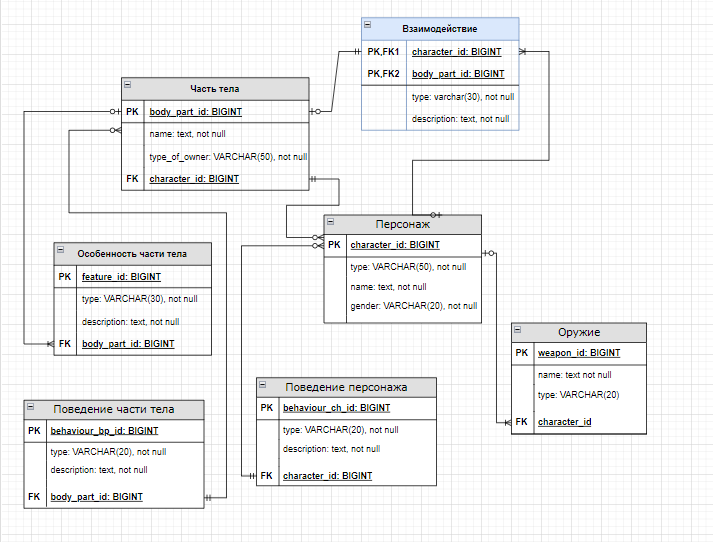 Взаимодействие
PK,FK1 character_id: BIGINT
PK,FK2 body_part_id: BIGINT
type: varchar(30), not null
description: text, not null
Часть тела
PK body_part_id: BIGINT
name: text, not null
type_of_owner: VARCHAR(50), not null
FK character_id: BIGINT
Персонаж
PK character_id: BIGINT
type: VARCHAR(50), not null
name: text, not null
gender: VARCHAR(20), not null
Особенность части тела
PK feature_id: BIGINT
type: VARCHAR(30), not null
description: text, not null
FK body_part_id: BIGINT
Оружие
PK weapon_id: BIGINT
name: text not null
type: VARCHAR(20)
FK character_id
Поведение персонажа
PK behaviour_ch_id: BIGINT
type: VARCHAR(20), not null
description: text, not null
FK character_id: BIGINT
Поведение части тела
PK behaviour_bp_id: BIGINT
type: VARCHAR(20), not null
description: text, not null
FK body_part_id: BIGINT